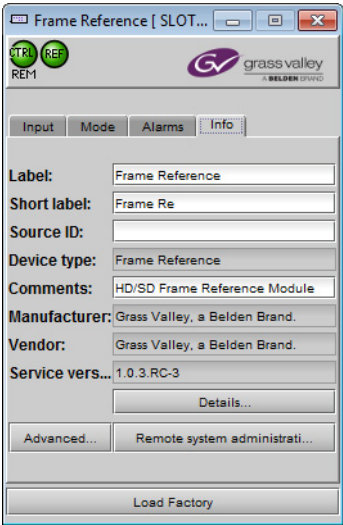 Frame Reference [ SLOT...
CTRL REF
REM
GV grass valley
A BELDEN BRAND
Input Mode Alarms Info
Label: Frame Reference
Short label: Frame Re
Source ID:
Device type: Frame Reference
Comments: HD/SD Frame Reference Module
Manufacturer: Grass Valley, a Belden Brand.
Vendor: Grass Valley, a Belden Brand.
Service vers... 1.0.3.RC-3
Details...
Advanced... Remote system administrati...
Load Factory